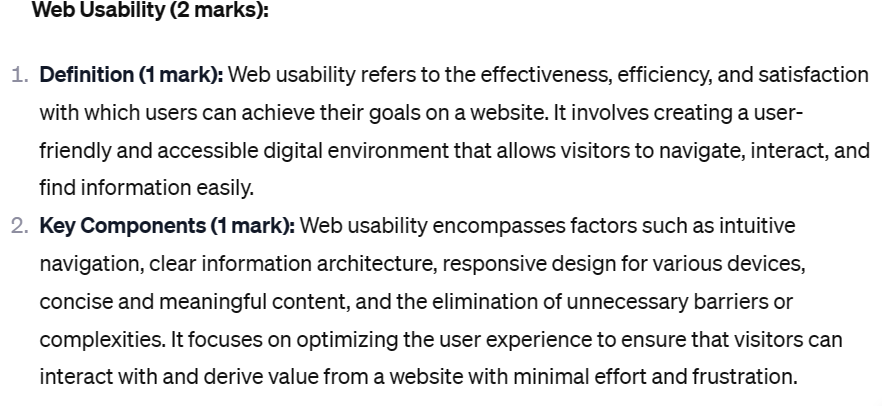 Web Usability (2 marks):
1. Definition (1 mark): Web usability refers to the effectiveness, efficiency, and satisfaction
with which users can achieve their goals on a website. It involves creating a user-
friendly and accessible digital environment that allows visitors to navigate, interact, and
find information easily.
2. Key Components (1 mark): Web usability encompasses factors such as intuitive
navigation, clear information architecture, responsive design for various devices,
concise and meaningful content, and the elimination of unnecessary barriers or
complexities. It focuses on optimizing the user experience to ensure that visitors can
interact with and derive value from a website with minimal effort and frustration.